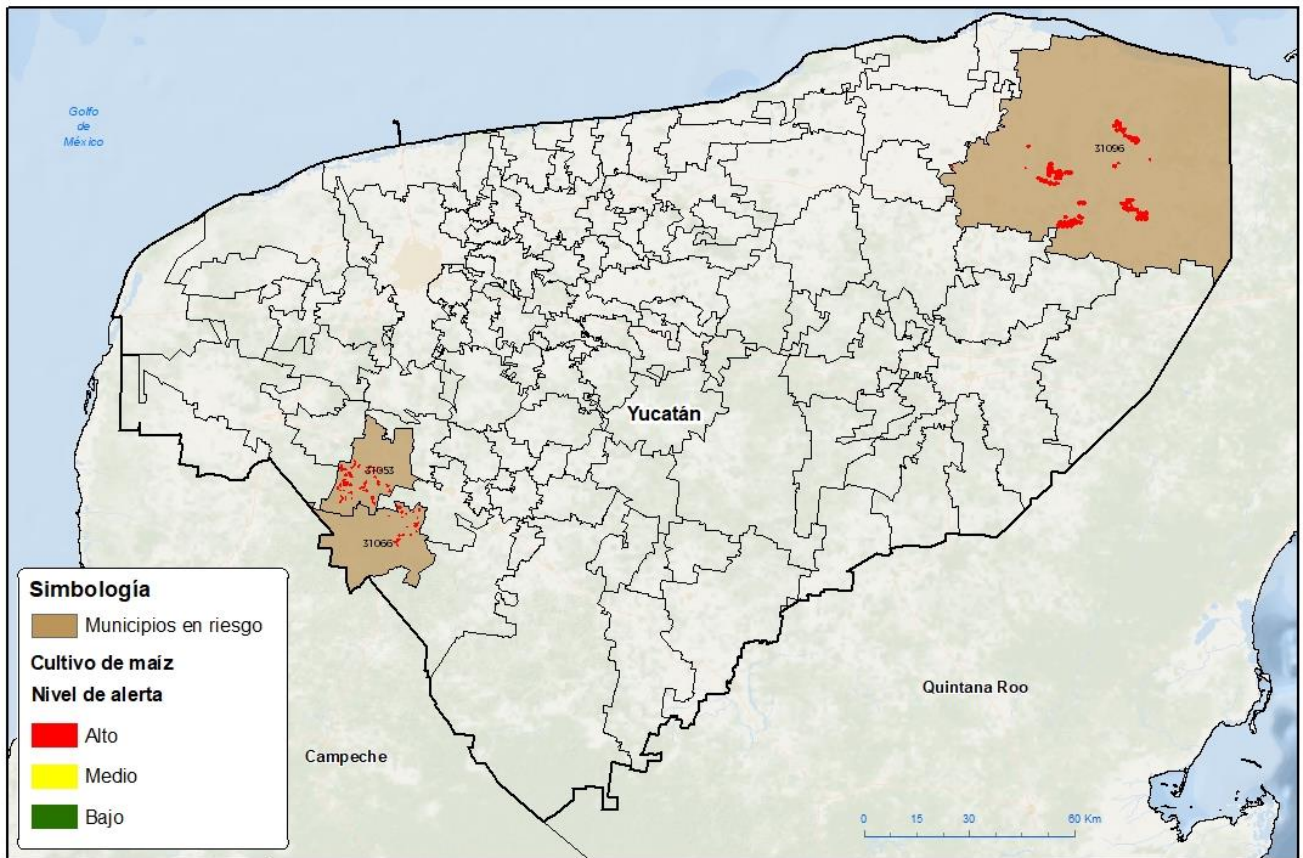 Golfo
de
México
31096
Yucatán
31053
31066
Simbología
Municipios en riesgo
Cultivo de maíz
Nivel de alerta
Alto
Medio
Bajo
Campeche
Quintana Roo
0 15 30 60 Km